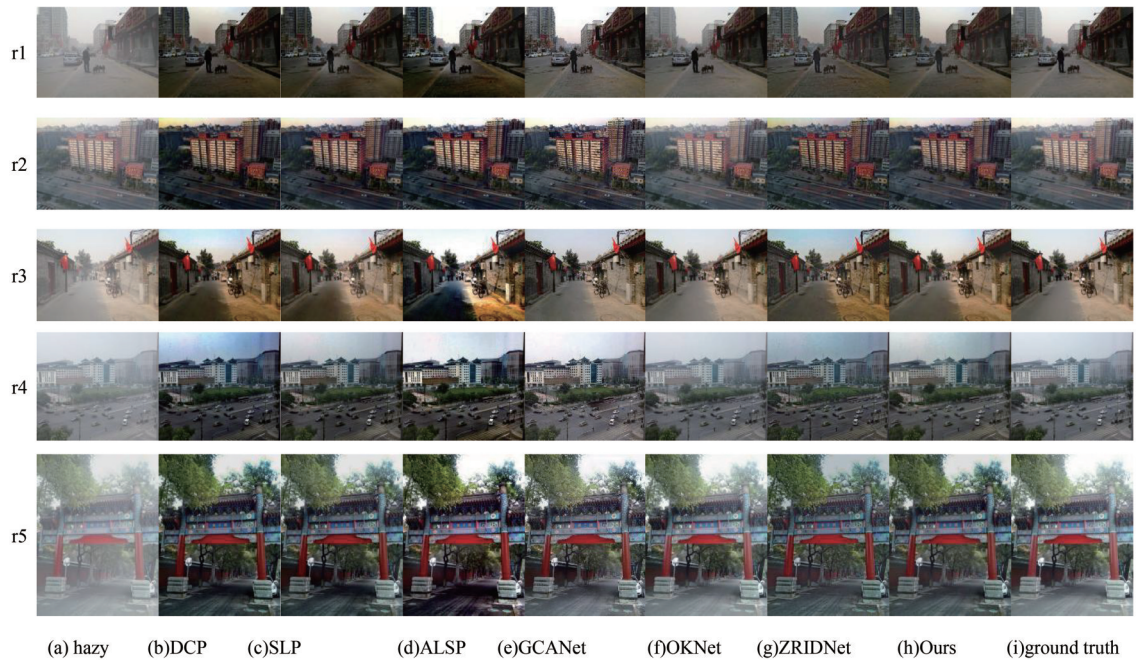 r1
r2
r3
r4
r5
(a) hazy (b)DCP (c)SLP (d)ALSP (e)GCANet (f)OKNet (g)ZRIDNet (h)Ours (i)ground truth